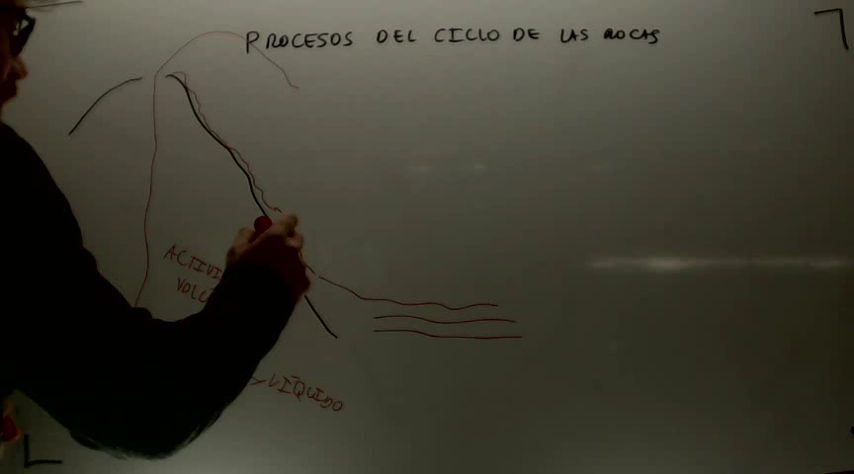 PROCESOS DEL CICLO DE LAS ROCAS
ACTIVI
VOLC
LÍQUIDO